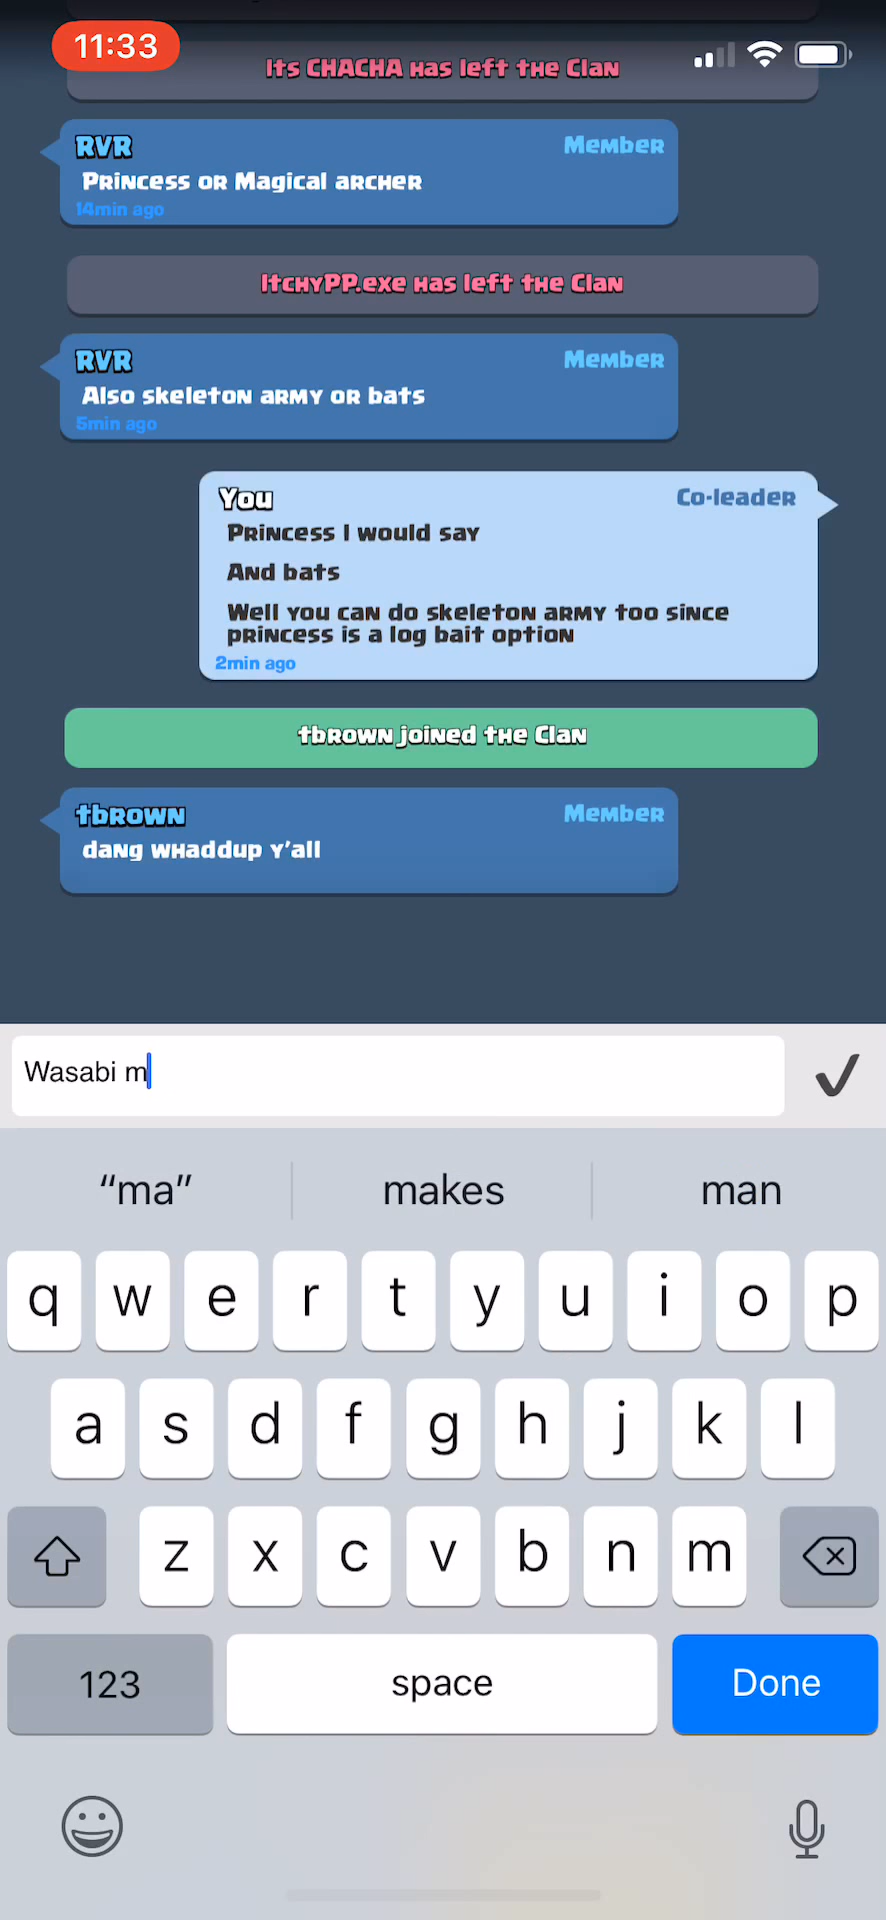 11:33
Its CHACHA has left the Clan
RVR Member
Princess or Magical archer
14min ago
ItchyPP.exe has left the Clan
RVR Member
Also skeleton army or bats
5min ago
You Co-leader
Princess I would say
And bats
Well you can do skeleton army too since
princess is a log bait option
2min ago
tbrown joined the Clan
tbrown Member
dang whaddup y'all
Wasabi m
“ma” makes man
q w e r t y u i o p
a s d f g h j k l
z x c v b n m
123 space Done